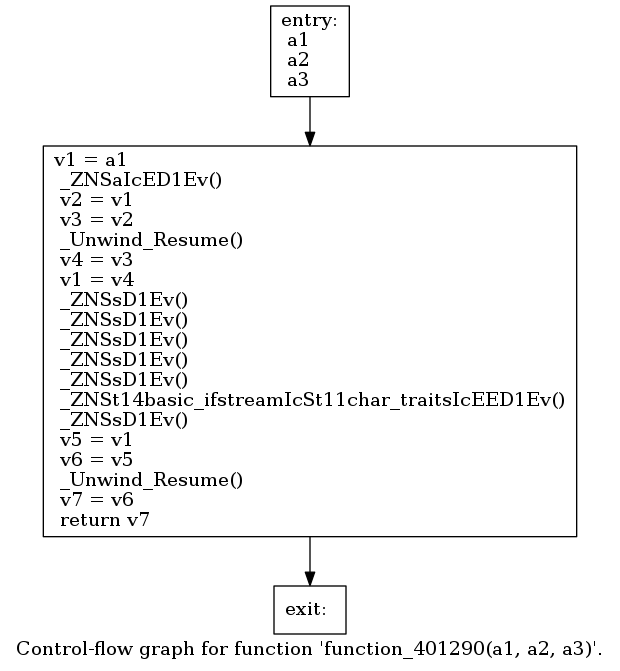 entry:
a1
a2
a3
v1 = a1
_ZNSaIcED1Ev()
v2 = v1
v3 = v2
_Unwind_Resume()
v4 = v3
v1 = v4
_ZNSsD1Ev()
_ZNSsD1Ev()
_ZNSsD1Ev()
_ZNSsD1Ev()
_ZNSsD1Ev()
_ZNSt14basic_ifstreamIcSt11char_traitsIcEED1Ev()
_ZNSsD1Ev()
v5 = v1
v6 = v5
_Unwind_Resume()
v7 = v6
return v7
exit:
Control-flow graph for function 'function_401290(a1, a2, a3)'.